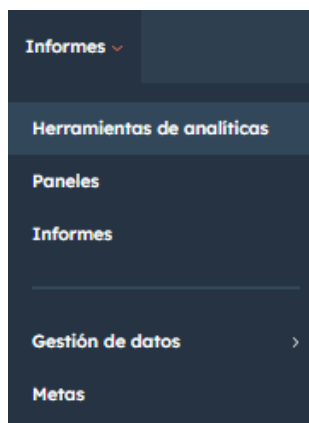 Informes
Herramientas de analíticas
Paneles
Informes
Gestión de datos
Metas